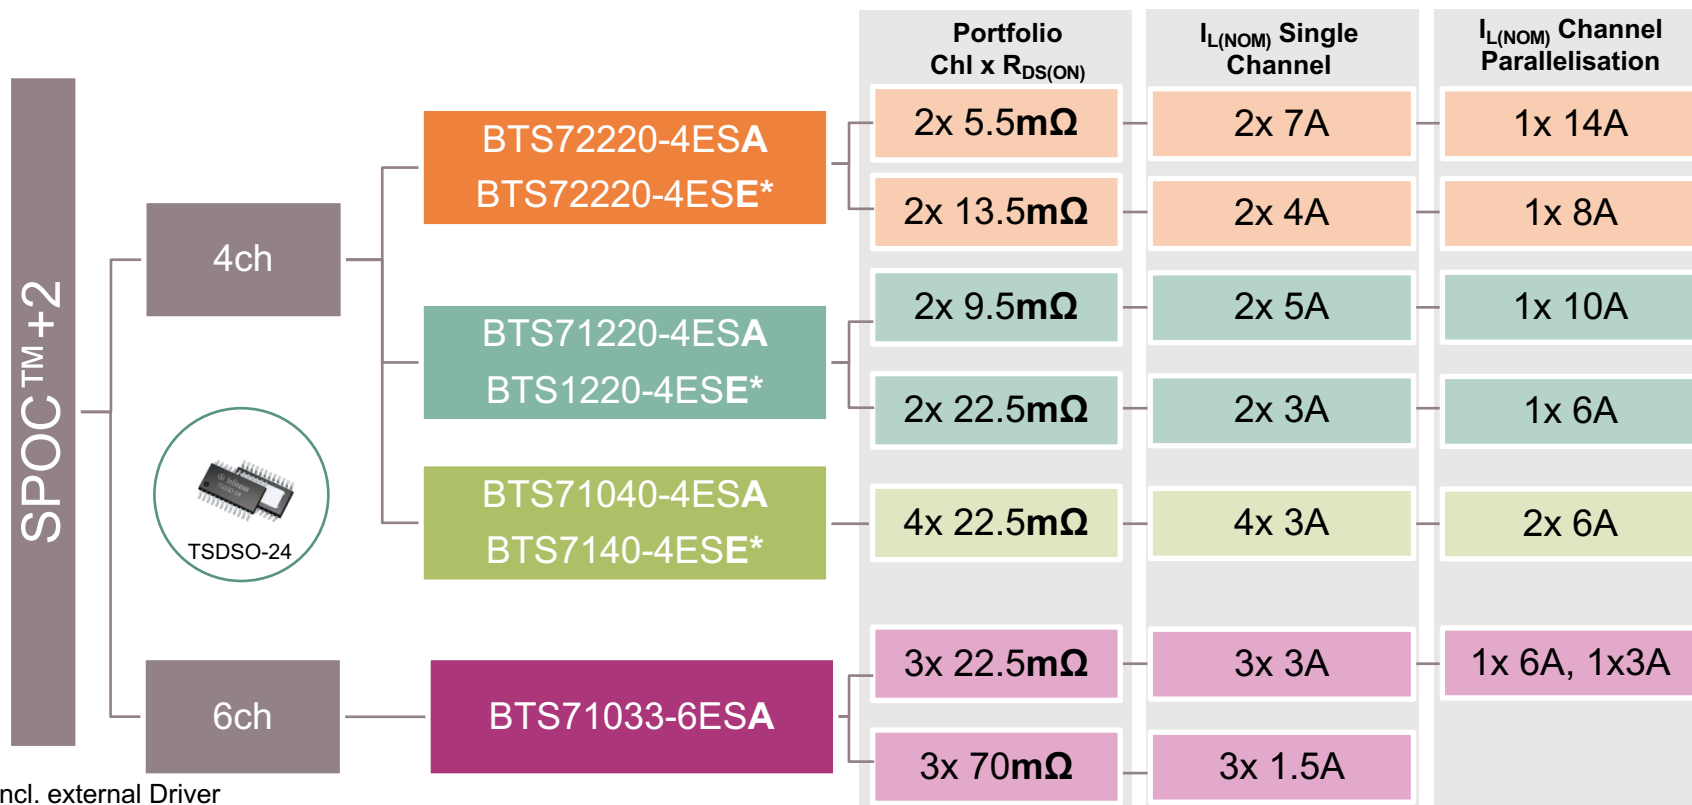 Portfolio
Chl x RDS(ON)
IL(NOM) Single
Channel
IL(NOM) Channel
Parallelisation
SPOC™+2
4ch
BTS72220-4ESA
BTS72220-4ESE*
2x 5.5mΩ
2x 7A
1x 14A
2x 13.5mΩ
2x 4A
1x 8A
BTS71220-4ESA
BTS1220-4ESE*
2x 9.5mΩ
2x 5A
1x 10A
2x 22.5mΩ
2x 3A
1x 6A
Infineon
TSDSO-24
TSDSO-24
BTS71040-4ESA
BTS7140-4ESE*
4x 22.5mΩ
4x 3A
2x 6A
6ch
BTS71033-6ESA
3x 22.5mΩ
3x 3A
1x 6A, 1x3A
3x 70mΩ
3x 1.5A
ncl. external Driver